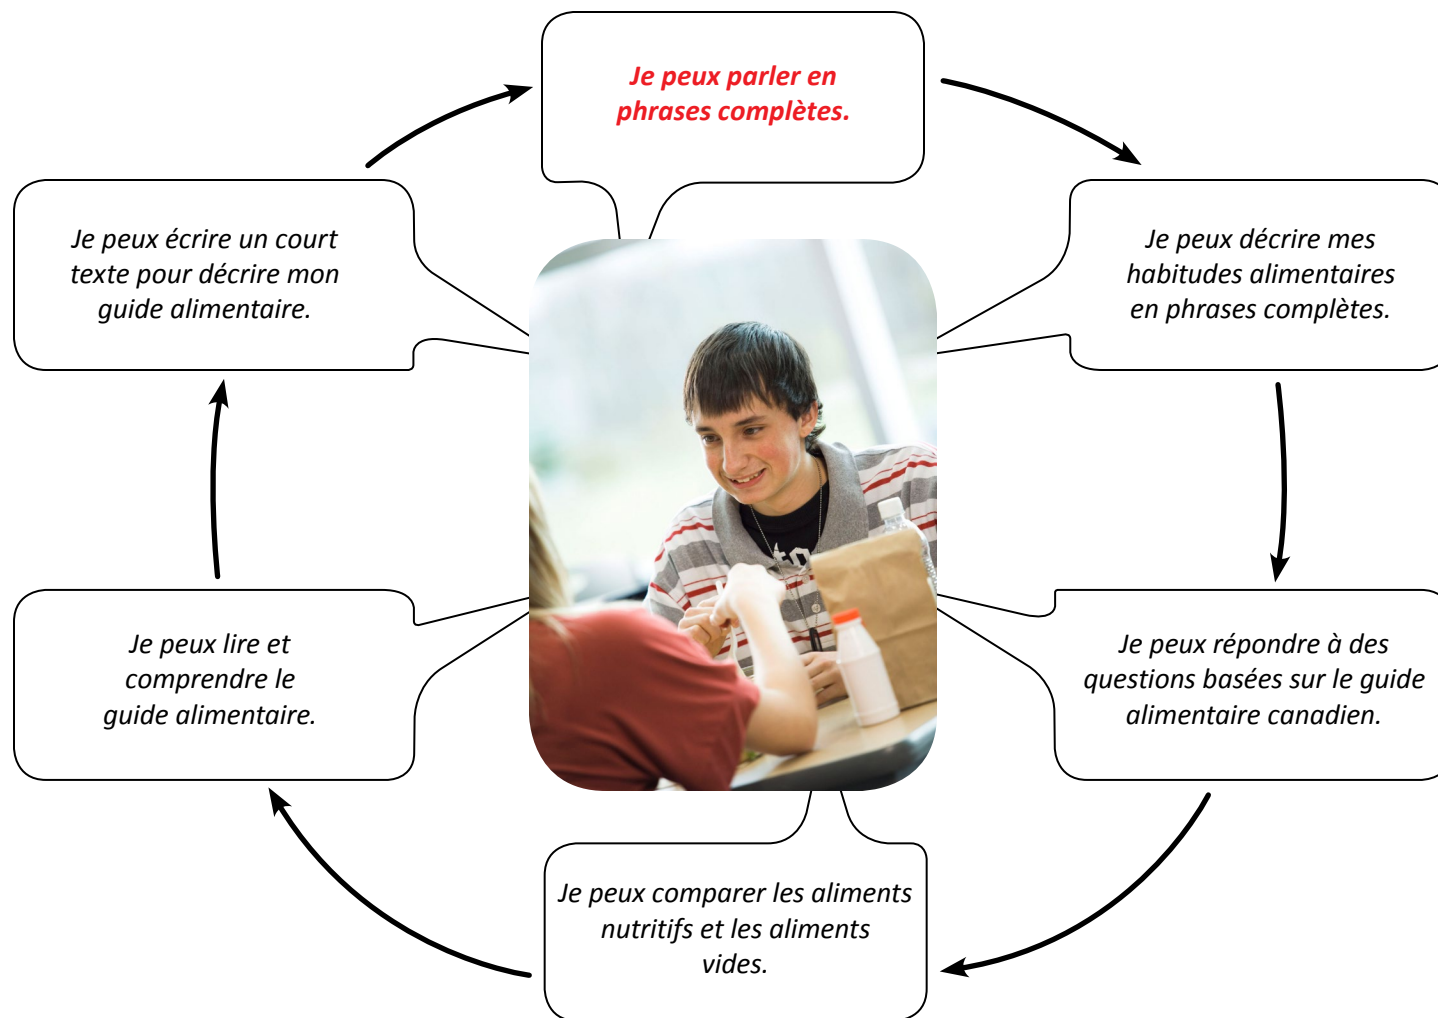 Je peux parler en
phrases complètes.
Je peux décrire mes
habitudes alimentaires
en phrases complètes.
Je peux répondre à des
questions basées sur le guide
alimentaire canadien.
Je peux comparer les aliments
nutritifs et les aliments
vides.
Je peux lire et
comprendre le
guide alimentaire.
Je peux écrire un court
texte pour décrire mon
guide alimentaire.